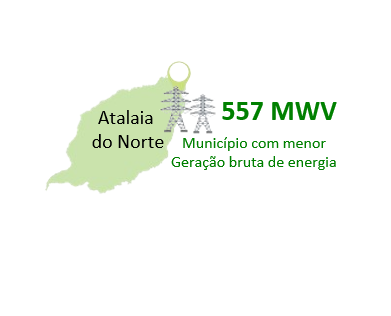 Atalaia
do Norte
557 MWV
Município com menor
Geração bruta de energia